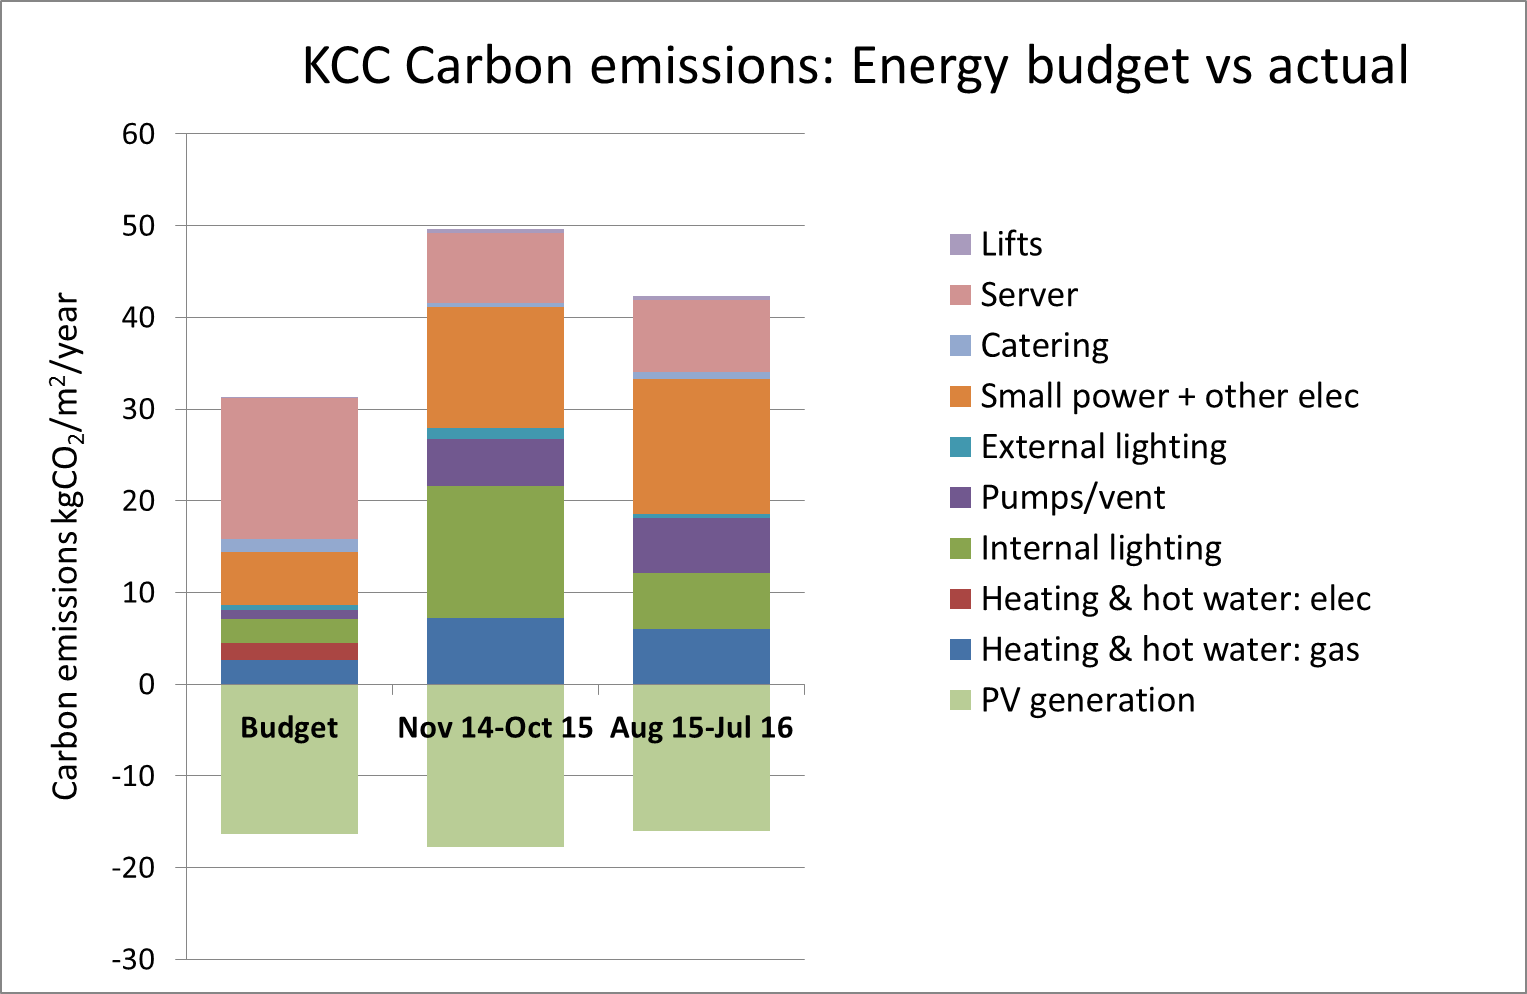 KCC Carbon emissions: Energy budget vs actual
Carbon emissions kgCO₂/m²/year
60
50
40
30
20
10
0
-10
-20
-30
Budget
Nov 14-Oct 15
Aug 15-Jul 16
Lifts
Server
Catering
Small power + other elec
External lighting
Pumps/vent
Internal lighting
Heating & hot water: elec
Heating & hot water: gas
PV generation